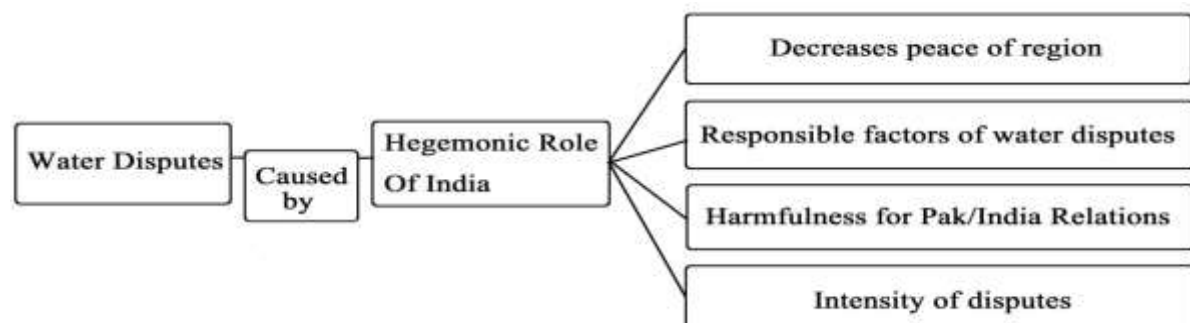 Water Disputes
Caused
by
Hegemonic Role
Of India
Decreases peace of region
Responsible factors of water disputes
Harmfulness for Pak/India Relations
Intensity of disputes